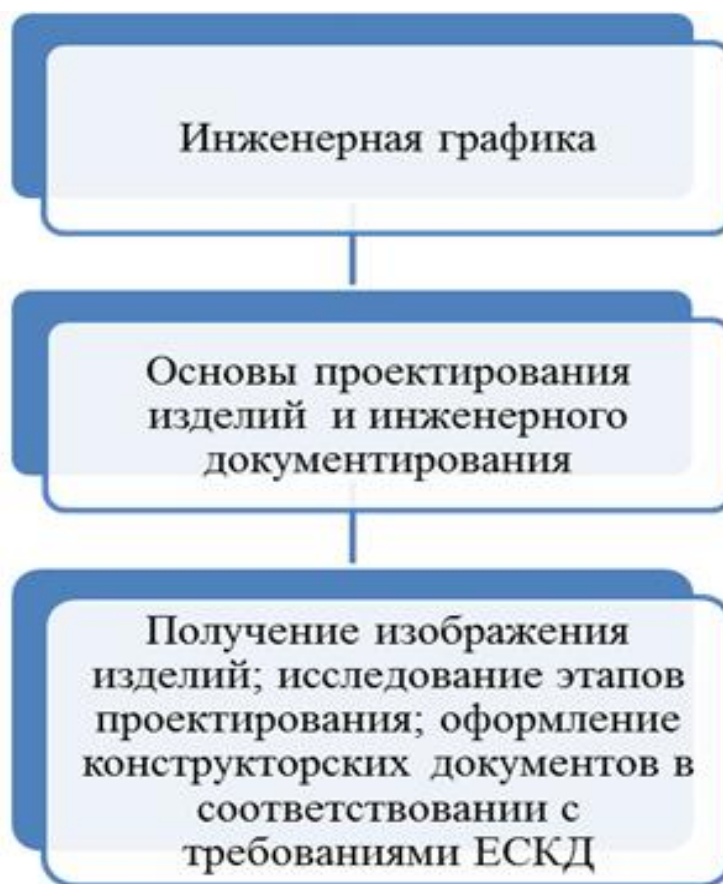 Инженерная графика
Основы проектирования
изделий и инженерного
документирования
Получение изображения
изделий; исследование этапов
проектирования; оформление
конструкторских документов в
соответствовании с
требованиями ЕСКД